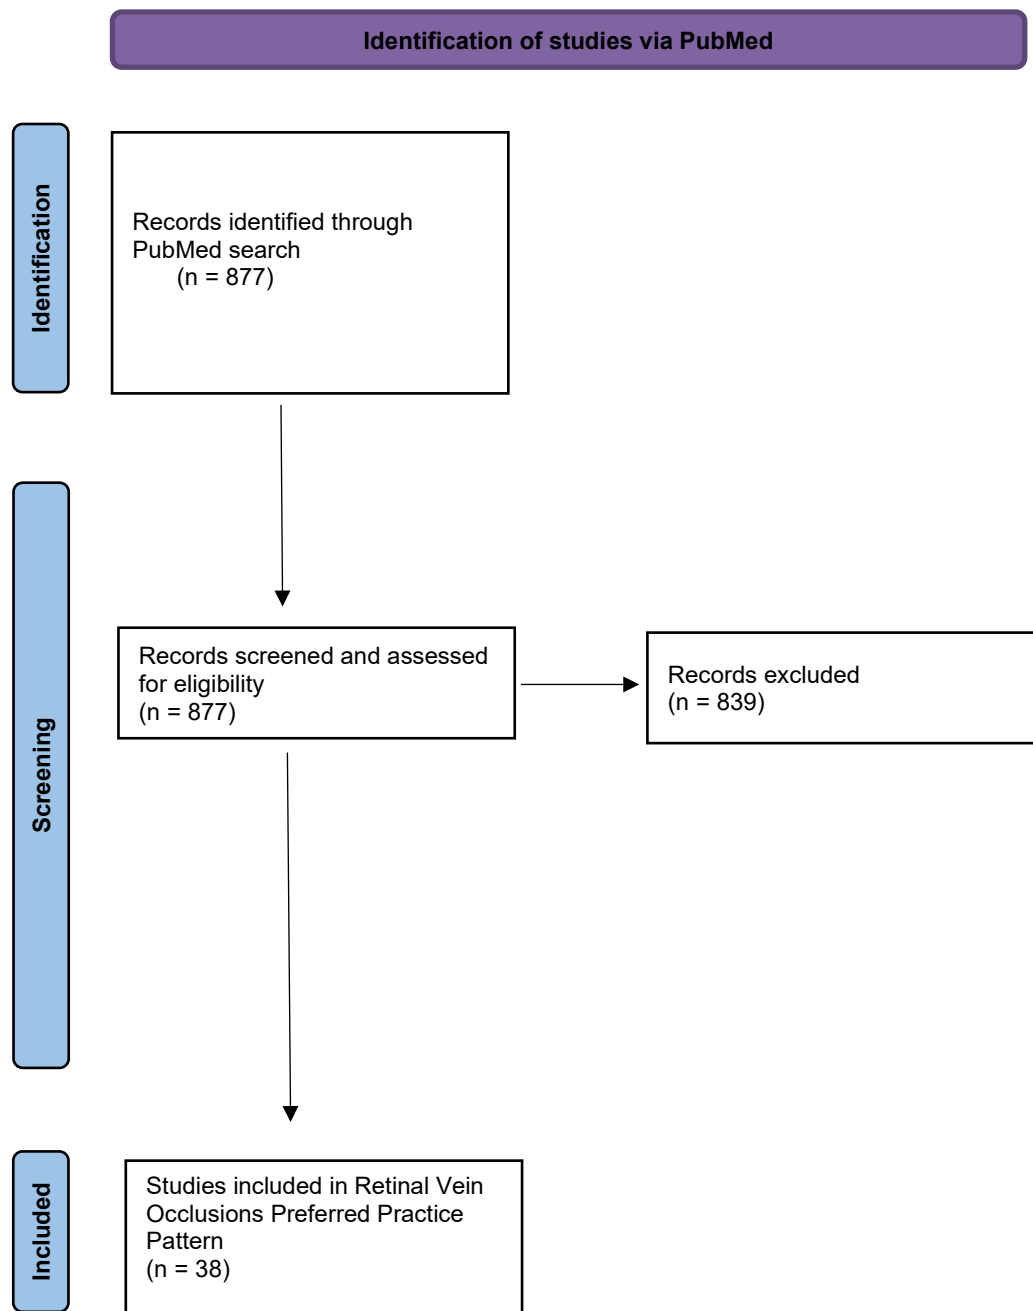 Identification of studies via PubMed
Identification
Records identified through
PubMed search
(n = 877)
Screening
Records screened and assessed
for eligibility
(n = 877)
Records excluded
(n = 839)
Included
Studies included in Retinal Vein
Occlusions Preferred Practice
Pattern
(n = 38)